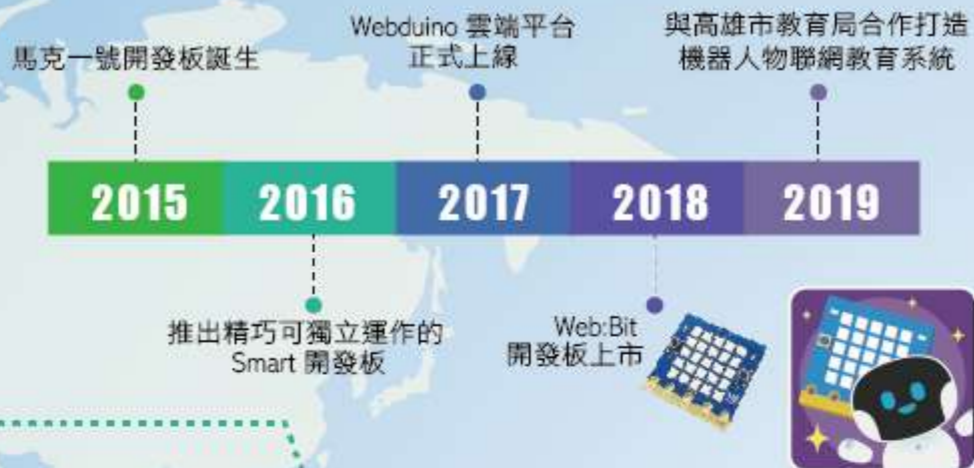 馬克一號開發板誕生
Webduino 雲端平台
正式上線
與高雄市教育局合作打造
機器人物聯網教育系統
2015
2016
2017
2018
2019
推出精巧可獨立運作的
Smart 開發板
Web:Bit
開發板上市